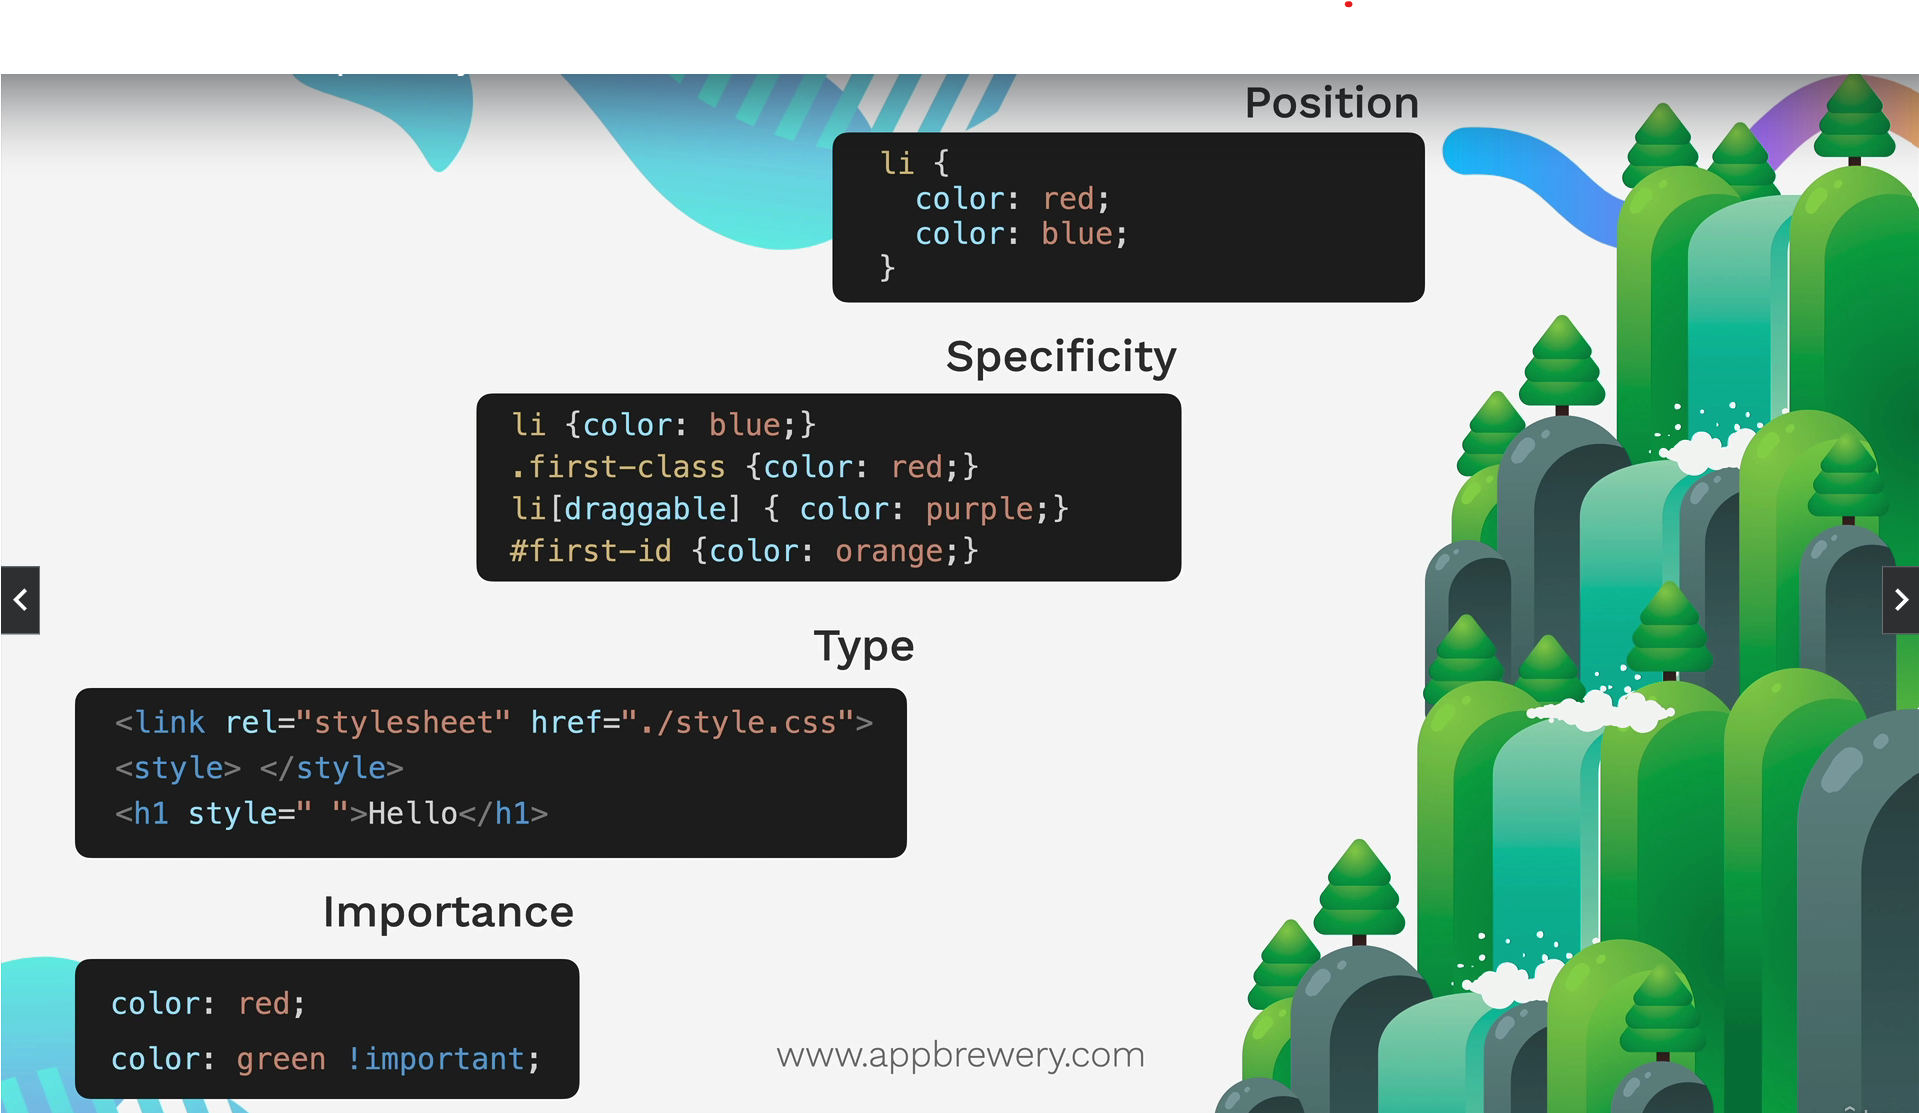 Position
li {
  color: red;
  color: blue;
}
Specificity
li {color: blue;}
.first-class {color: red;}
li[draggable] { color: purple;}
#first-id {color: orange;}
Type
<link rel="stylesheet" href="./style.css">
<style> </style>
<h1 style=" ">Hello</h1>
Importance
color: red;
color: green !important;
www.appbrewery.com